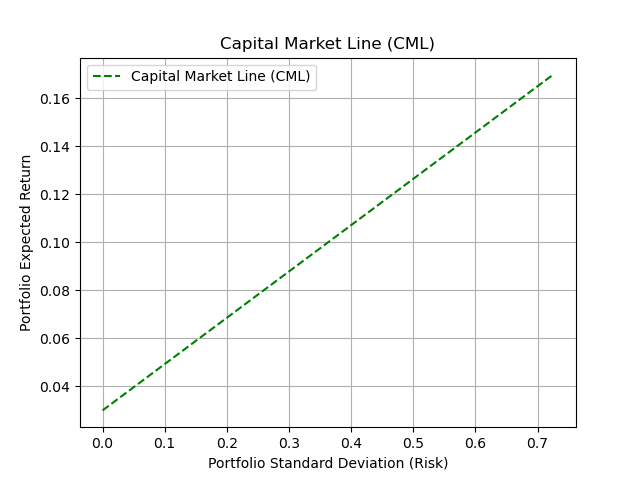 Capital Market Line (CML)
Capital Market Line (CML)
0.16
0.14
0.12
0.10
0.08
0.06
0.04
Portfolio Expected Return
0.0 0.1 0.2 0.3 0.4 0.5 0.6 0.7
Portfolio Standard Deviation (Risk)